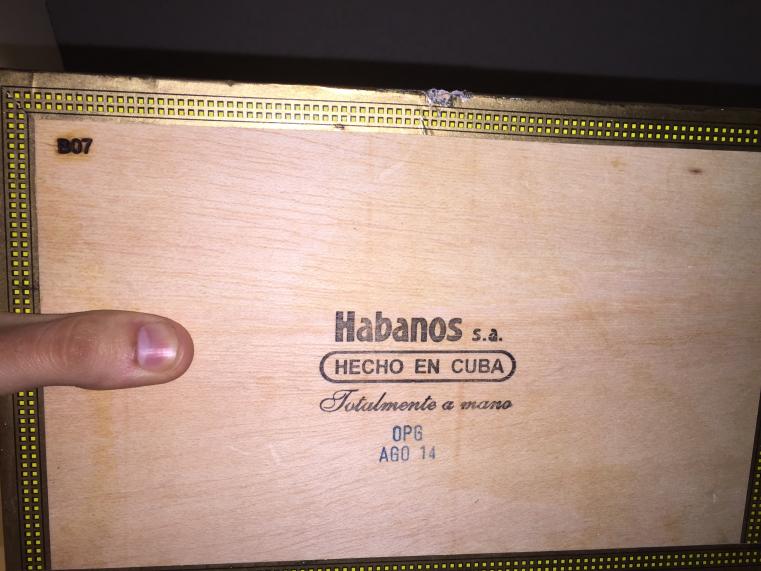 B07
Habanos s.a.
HECHO EN CUBA
Totalmente a mano
OPG
AGO 14